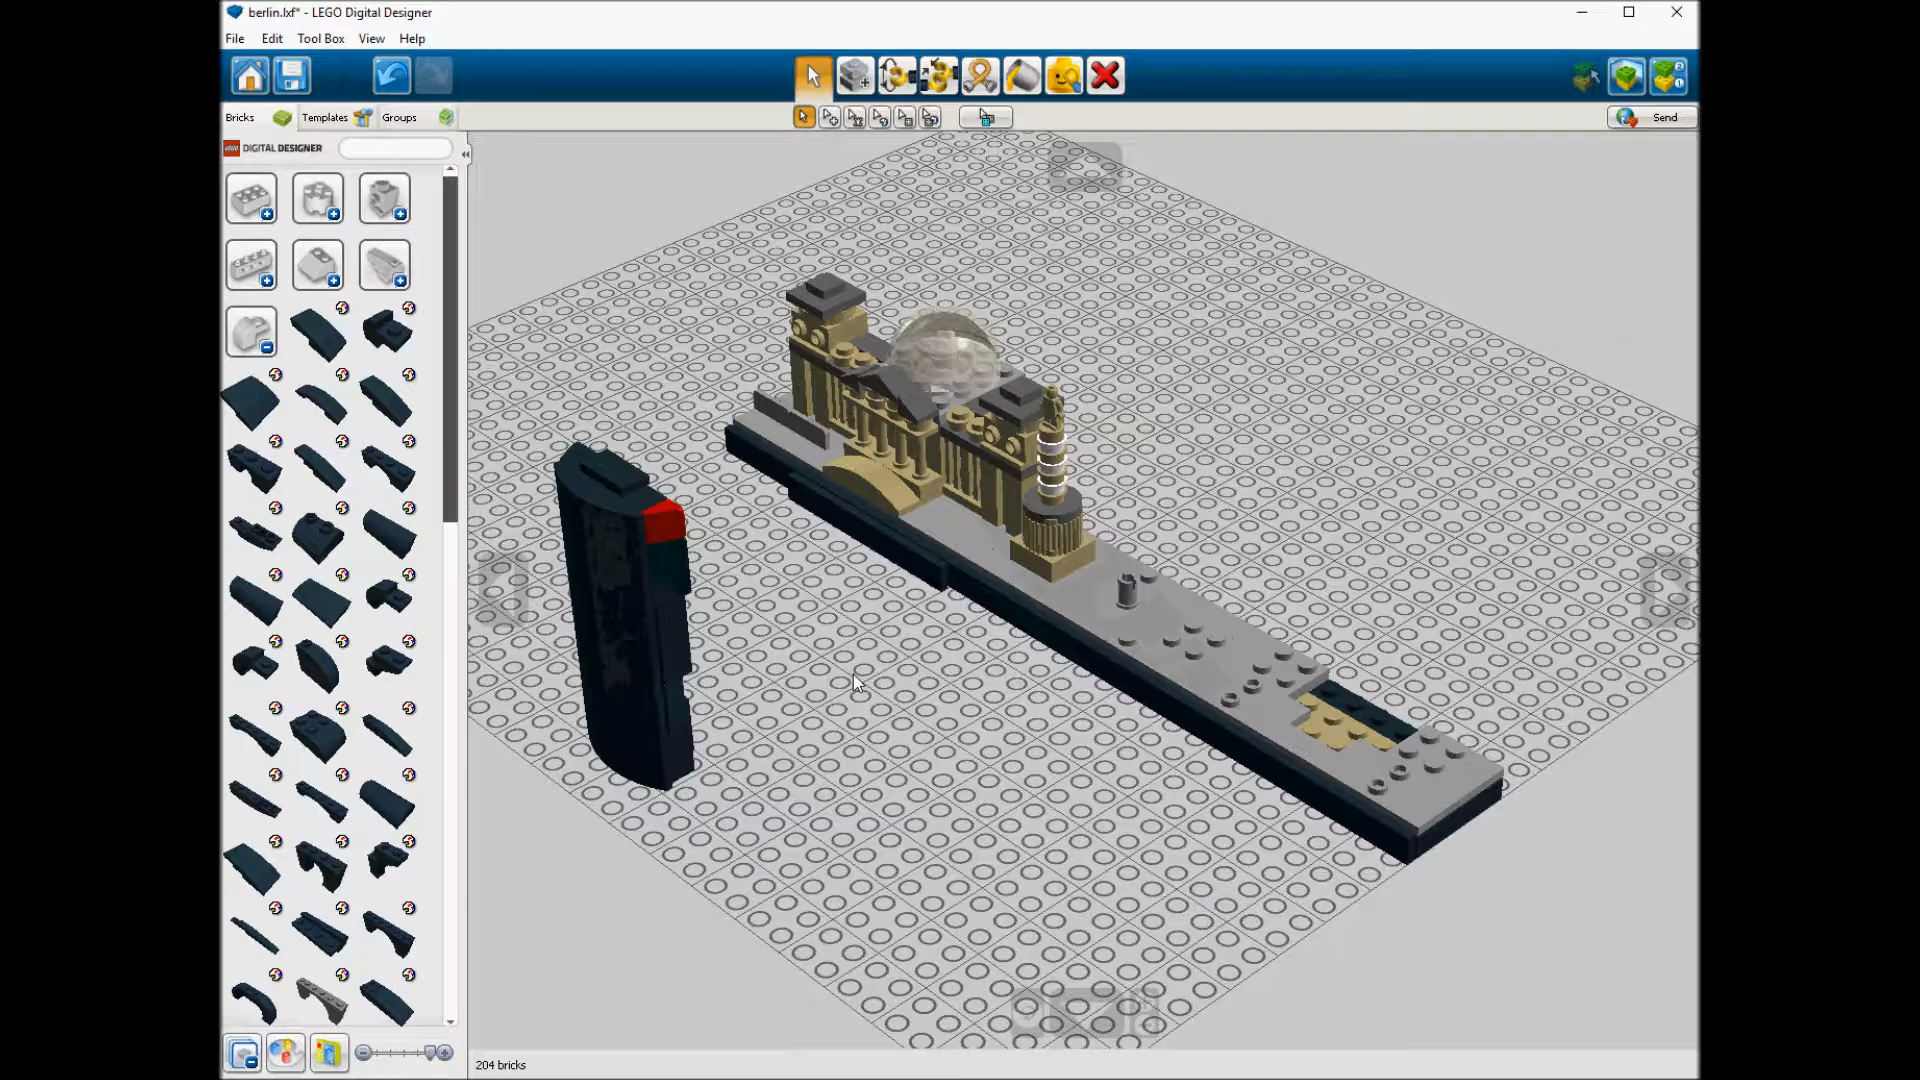 berlin.lxf* - LEGO Digital Designer
File Edit Tool Box View Help
Bricks Templates Groups
Send
LEGO DIGITAL DESIGNER
204 bricks